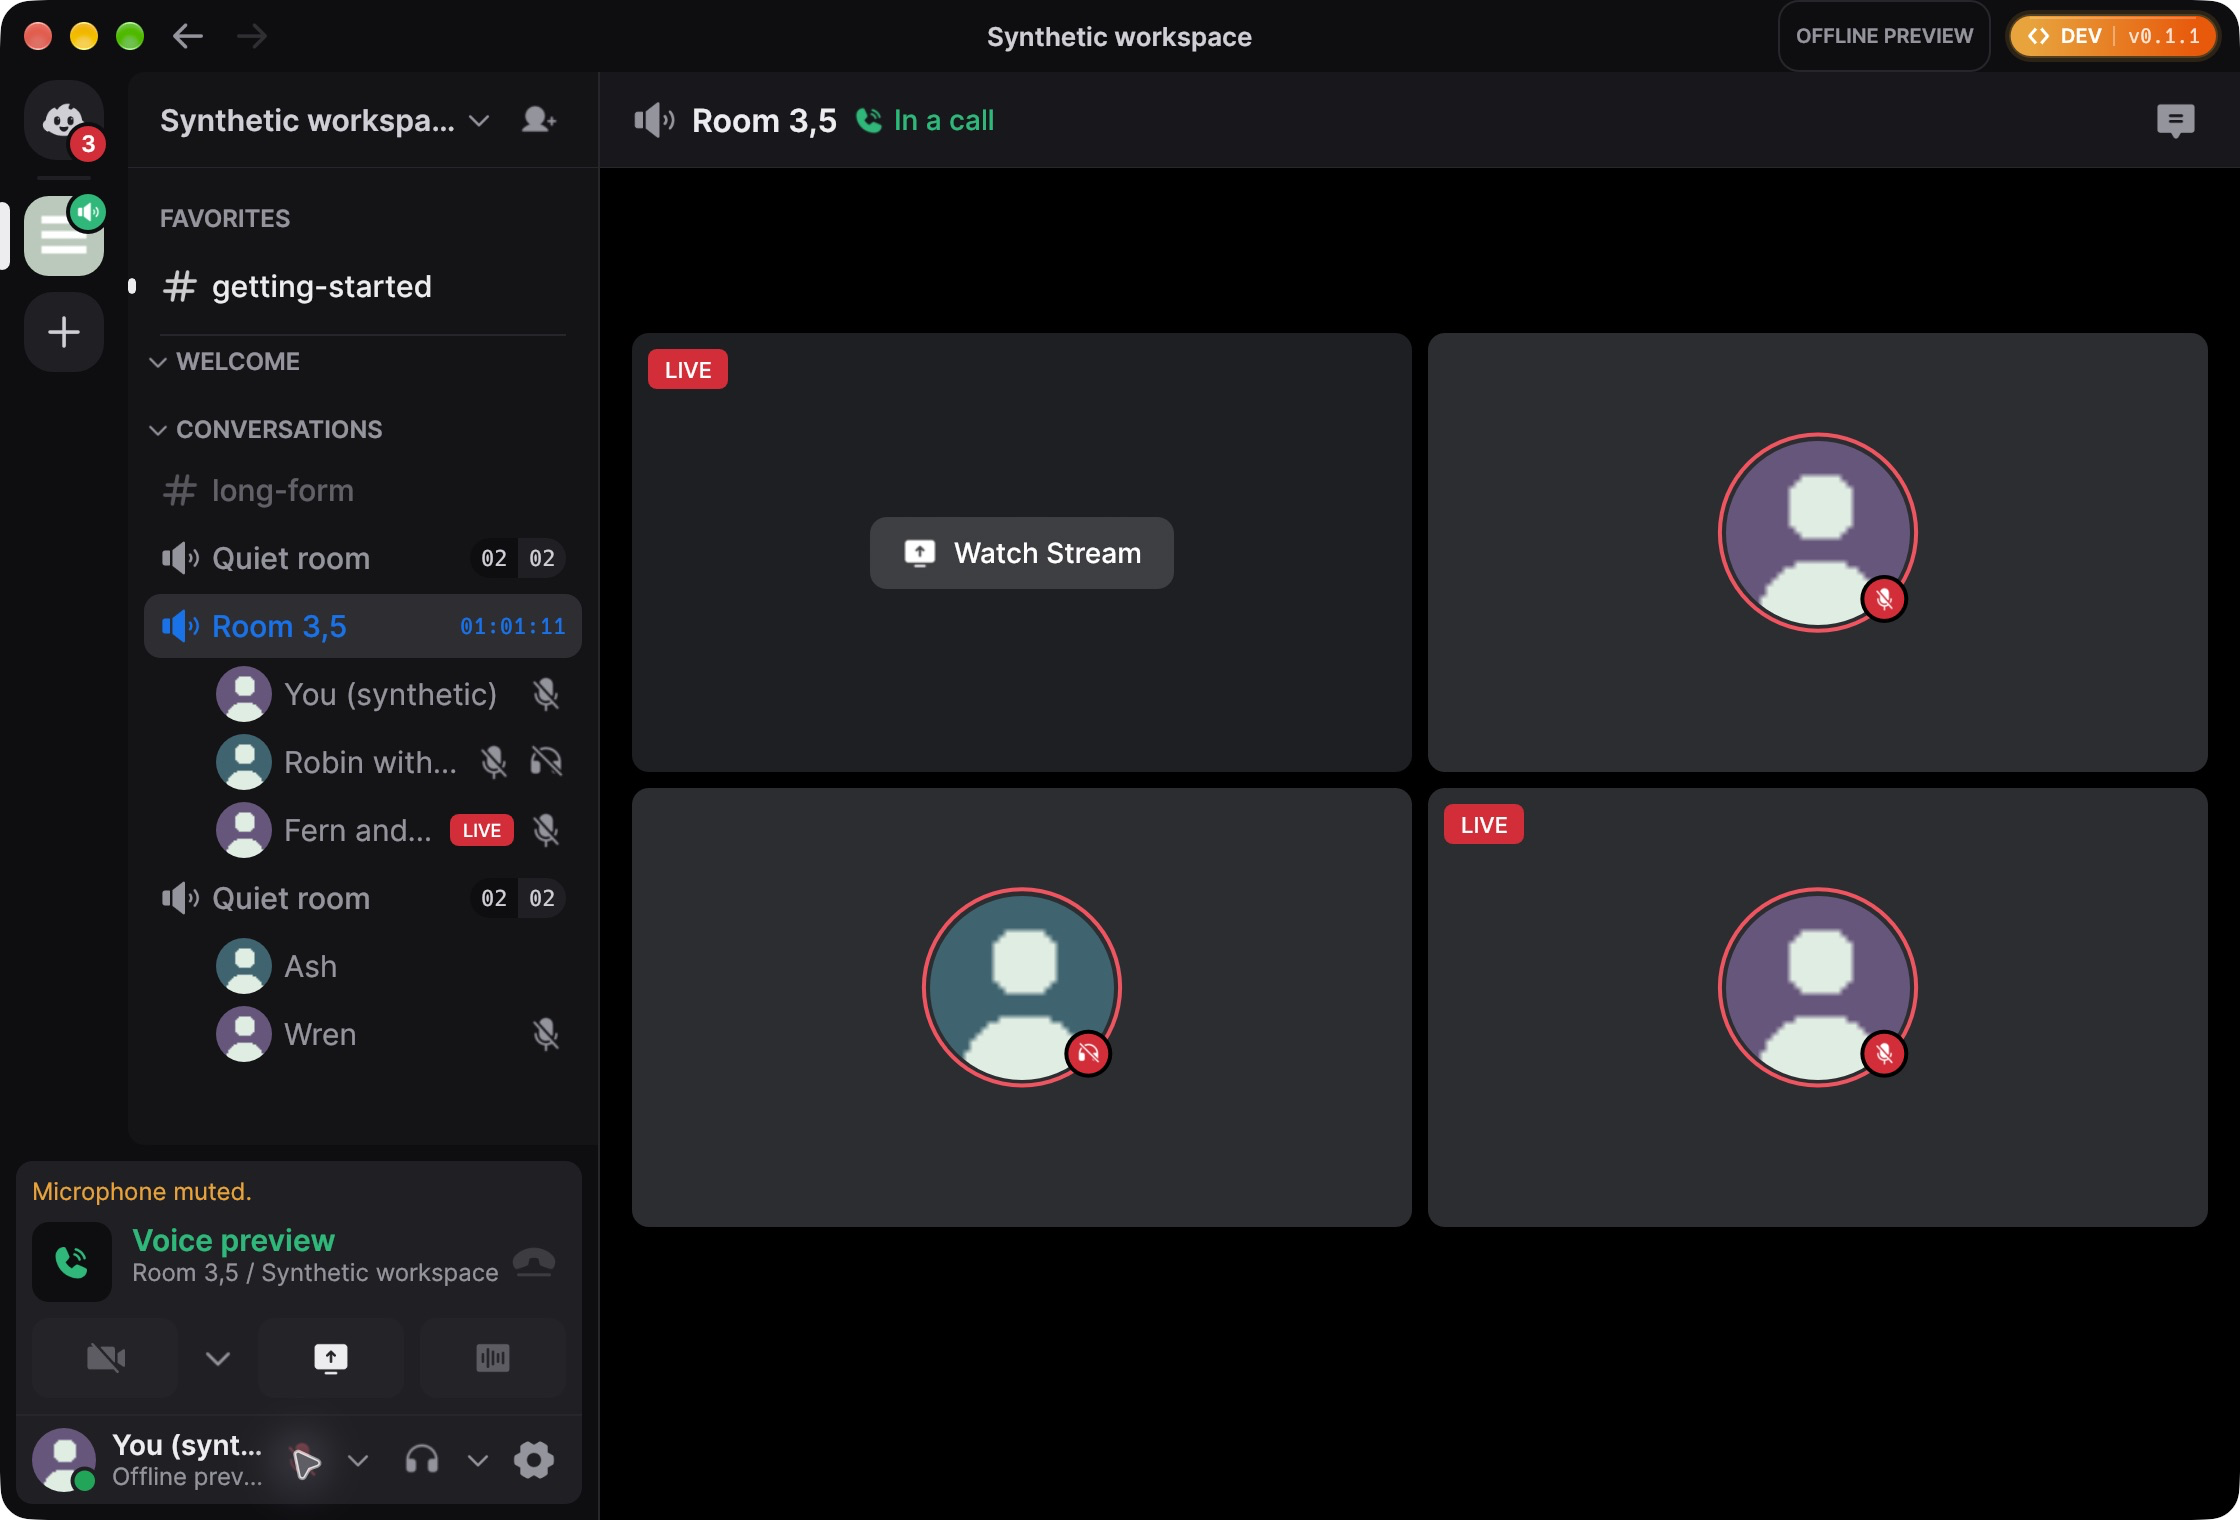 Synthetic workspace
OFFLINE PREVIEW
<> DEV | v0.1.1
3
Synthetic workspa...
Room 3,5
In a call
FAVORITES
# getting-started
WELCOME
CONVERSATIONS
# long-form
Quiet room 02 02
Room 3,5 01:01:11
You (synthetic)
Robin with...
Fern and... LIVE
Quiet room 02 02
Ash
Wren
LIVE
Watch Stream
LIVE
Microphone muted.
Voice preview
Room 3,5 / Synthetic workspace
You (synt...
Offline prev...